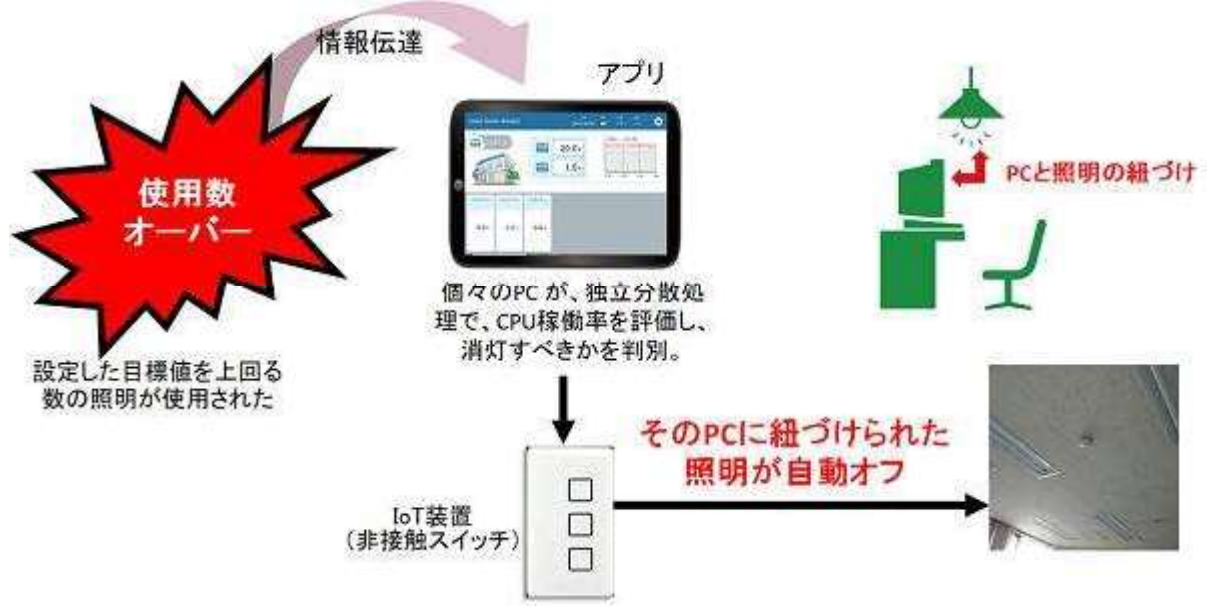 情報伝達
アプリ
使用数
オーバー
20.0
1.0
PCと照明の紐づけ
個々のPC が、独立分散処
理で、CPU稼働率を評価し、
消灯すべきかを判別。
設定した目標値を上回る
数の照明が使用された
そのPCに紐づけられた
照明が自動オフ
IoT装置
(非接触スイッチ)